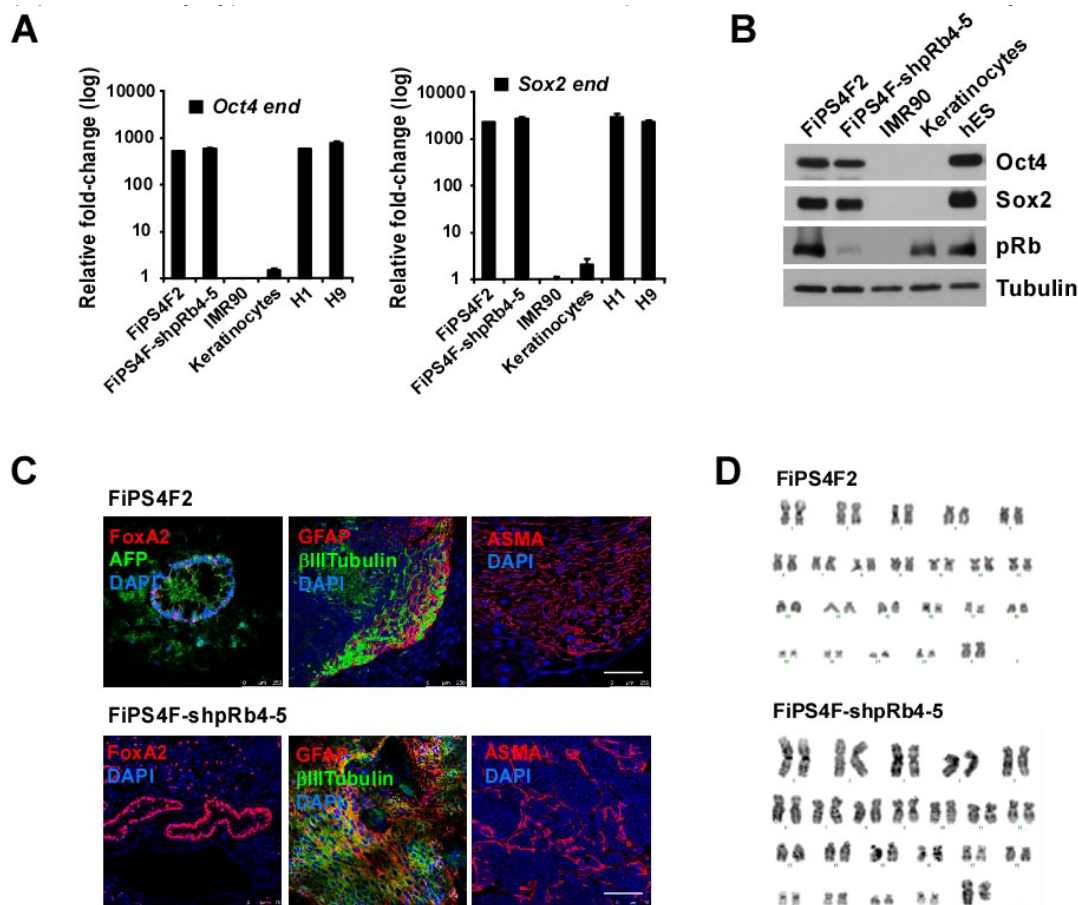 A
Relative fold-change (log)
10000
1000
100
10
1
Oct4 end
FiPS4F2
FiPS4F-shpRb4-5
IMR90
Keratinocytes
H1
H9
Relative fold-change (log)
10000
1000
100
10
1
Sox2 end
FiPS4F2
FiPS4F-shpRb4-5
IMR90
Keratinocytes
H1
H9
B
FiPS4F2
FiPS4F-shpRb4-5
IMR90
Keratinocytes
hES
Oct4
Sox2
pRb
Tubulin
C
FiPS4F2
FoxA2
AFP
DAPI
GFAP
βIIITubulin
DAPI
ASMA
DAPI
FiPS4F-shpRb4-5
FoxA2
DAPI
GFAP
βIIITubulin
DAPI
ASMA
DAPI
D
FiPS4F2
FiPS4F-shpRb4-5